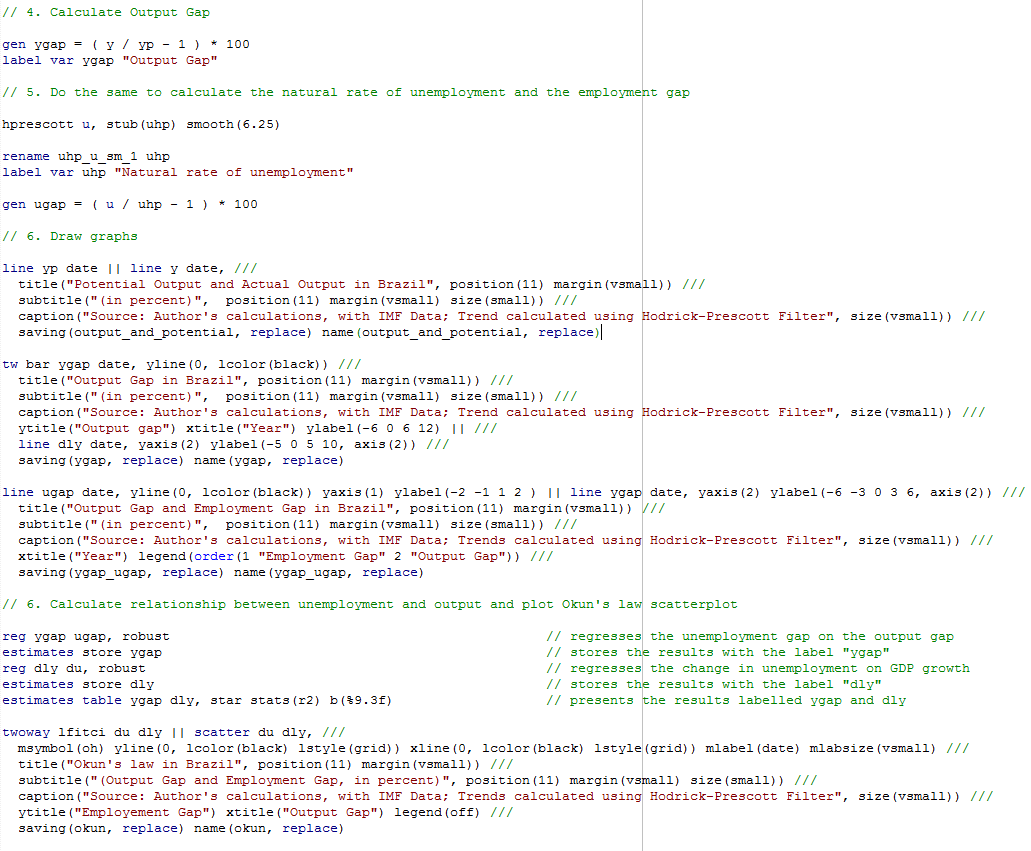 // 4. Calculate Output Gap
gen ygap = ( y / yp - 1 ) * 100
label var ygap "Output Gap"
// 5. Do the same to calculate the natural rate of unemployment and the employment gap
hprescott u, stub(uhp) smooth(6.25)
rename uhp_u_sm_1 uhp
label var uhp "Natural rate of unemployment"
gen ugap = ( u / uhp - 1 ) * 100
// 6. Draw graphs
line yp date || line y date, ///
title("Potential Output and Actual Output in Brazil", position(11) margin(vsmall)) ///
subtitle("(in percent)",  position(11) margin(vsmall) size(small)) ///
caption("Source: Author's calculations, with IMF Data; Trend calculated using Hodrick-Prescott Filter", size(vsmall)) ///
saving(output_and_potential, replace) name(output_and_potential, replace)
tw bar ygap date, yline(0, lcolor(black)) ///
title("Output Gap in Brazil", position(11) margin(vsmall)) ///
subtitle("(in percent)",  position(11) margin(vsmall) size(small)) ///
caption("Source: Author's calculations, with IMF Data; Trend calculated using Hodrick-Prescott Filter", size(vsmall)) ///
ytitle("Output gap") xtitle("Year") ylabel(-6 0 6 12) || ///
line dly date, yaxis(2) ylabel(-5 0 5 10, axis(2)) ///
saving(ygap, replace) name(ygap, replace)
line ugap date, yline(0, lcolor(black)) yaxis(1) ylabel(-2 -1 1 2 ) || line ygap date, yaxis(2) ylabel(-6 -3 0 3 6, axis(2)) ///
title("Output Gap and Employment Gap in Brazil", position(11) margin(vsmall)) ///
subtitle("(in percent)",  position(11) margin(vsmall) size(small)) ///
caption("Source: Author's calculations, with IMF Data; Trends calculated using Hodrick-Prescott Filter", size(vsmall)) ///
xtitle("Year") legend(order(1 "Employment Gap" 2 "Output Gap")) ///
saving(ygap_ugap, replace) name(ygap_ugap, replace)
// 6. Calculate relationship between unemployment and output and plot Okun's law scatterplot
reg ygap ugap, robust // regresses the unemployment gap on the output gap
estimates store ygap // stores the results with the label "ygap"
reg dly du, robust // regresses the change in unemployment on GDP growth
estimates store dly // stores the results with the label "dly"
estimates table ygap dly, star stats(r2) b(%9.3f) // presents the results labelled ygap and dly
twoway lfitci du dly || scatter du dly, ///
msymbol(oh) yline(0, lcolor(black) lstyle(grid)) xline(0, lcolor(black) lstyle(grid)) mlabel(date) mlabsize(vsmall) ///
title("Okun's law in Brazil", position(11) margin(vsmall)) ///
subtitle("(Output Gap and Employment Gap, in percent)", position(11) margin(vsmall) size(small)) ///
caption("Source: Author's calculations, with IMF Data; Trends calculated using Hodrick-Prescott Filter", size(vsmall)) ///
ytitle("Employement Gap") xtitle("Output Gap") legend(off) ///
saving(okun, replace) name(okun, replace)